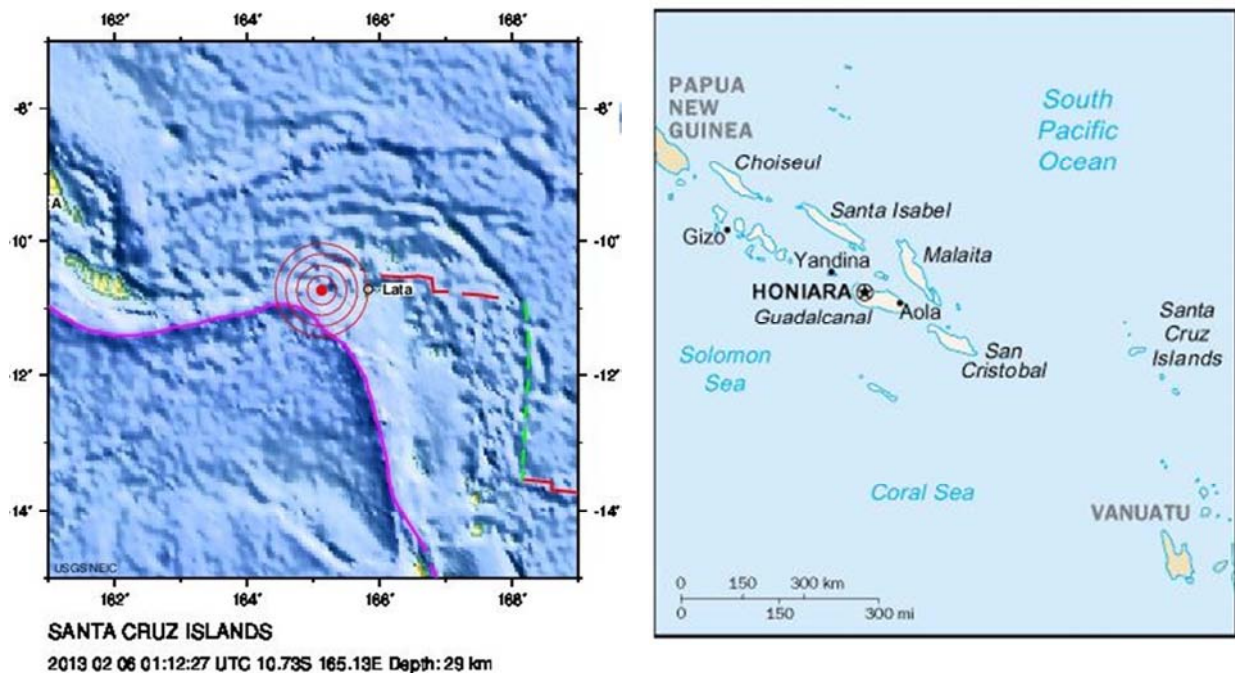 162° 164° 166° 168°
-8° -8°
A
-10° -10°
Lata
-12° -12°
-14° -14°
USGS NEIC
162° 164° 166° 168°
SANTA CRUZ ISLANDS
2013 02 06 01:12:27 UTC 10.73S 165.13E Depth: 29 km
PAPUA
NEW
GUINEA
South
Pacific
Ocean
Choiseul
Santa Isabel
Gizo
Malaita
Yandina
HONIARA
Guadalcanal
Aola
Santa
Cruz
Islands
Solomon
Sea
San
Cristobal
Coral Sea
VANUATU
0 150 300 km
0 150 300 mi